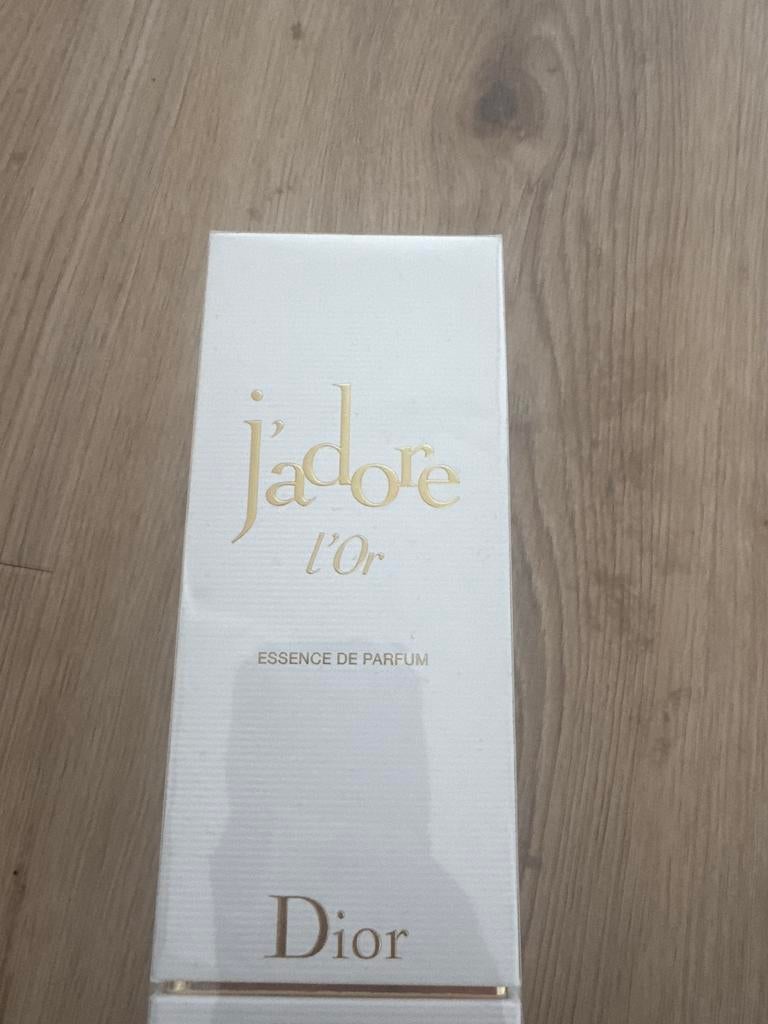 j'adore
l'Or
ESSENCE DE PARFUM
Dior